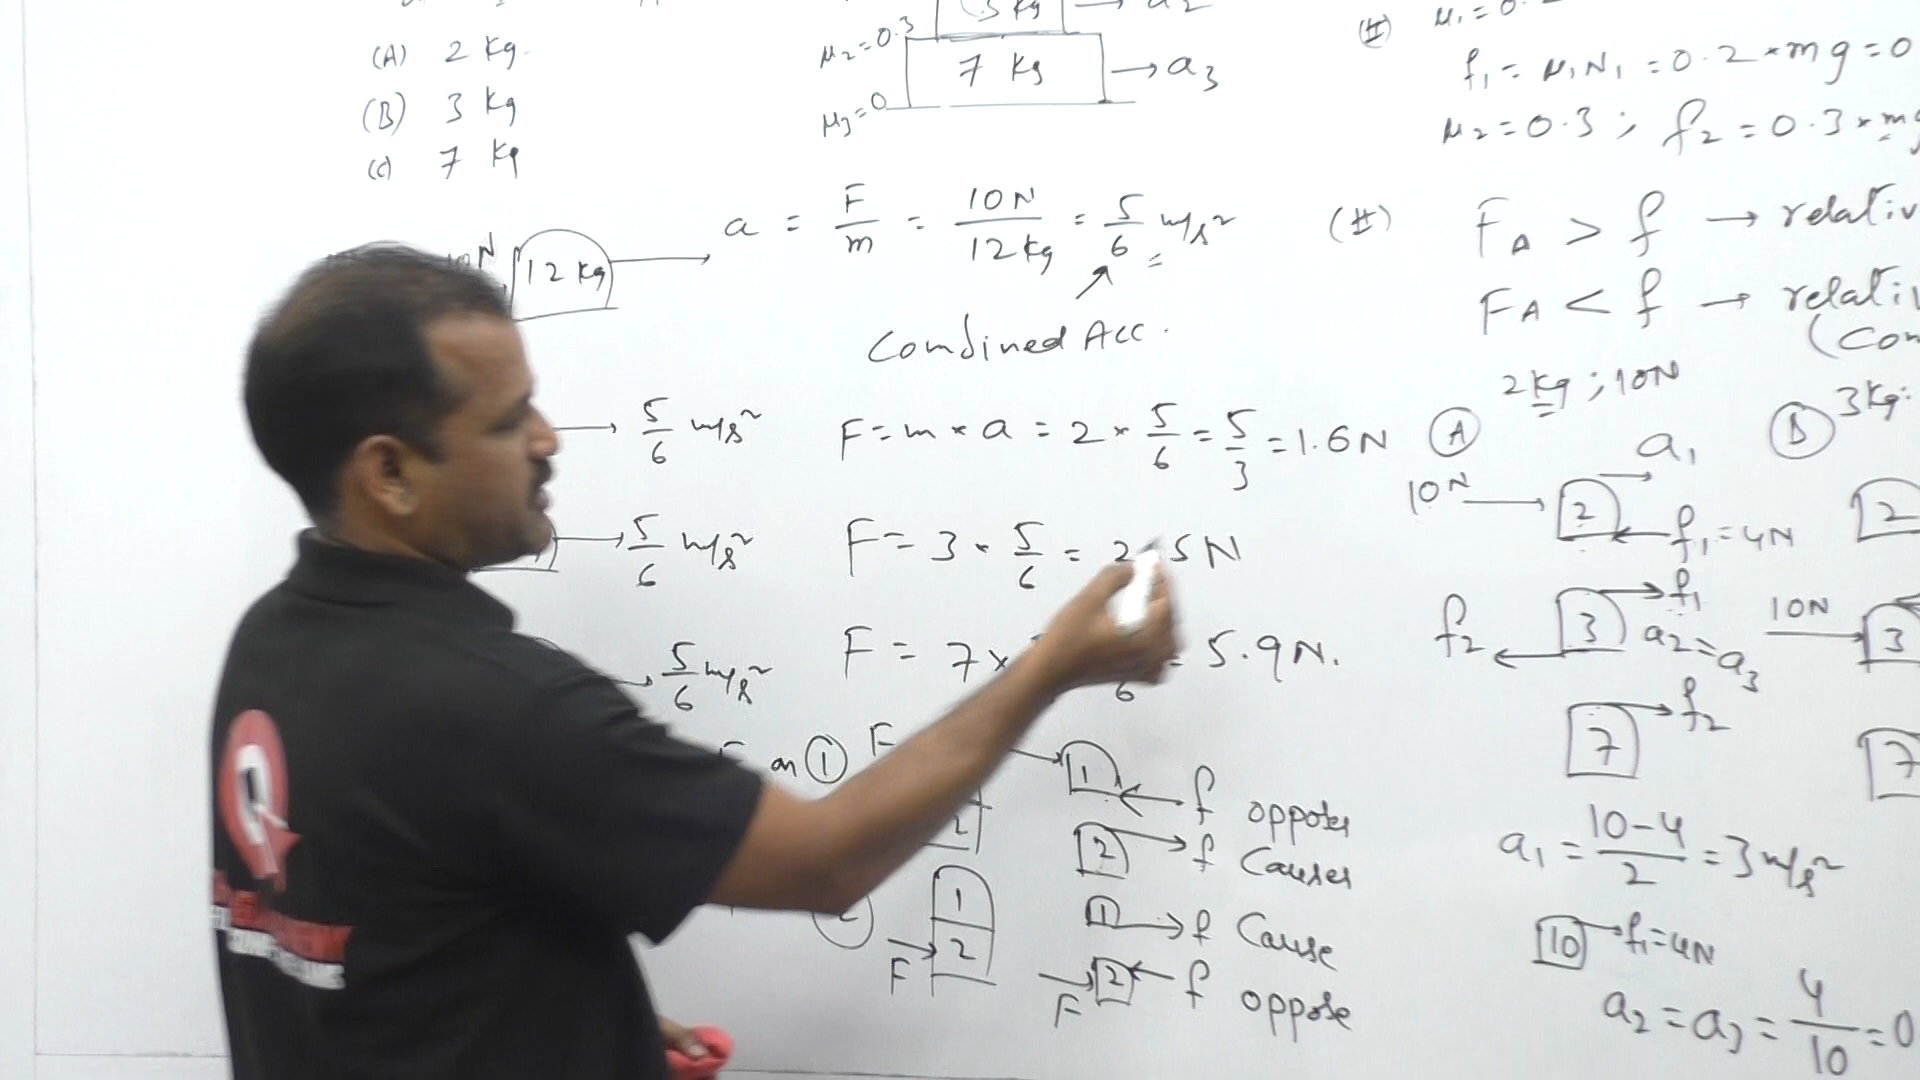 (A) 2 kg.
(B) 3 kg
(C) 7 kg
3 kg → a2
μ2 = 0.3
7 kg → a3
μ3 = 0
a = F/m = 10N/12kg = 5/6 m/s²
12 kg
Combined Acc.
5/6 m/s² F = m * a = 2 * 5/6 = 5/3 = 1.6N
5/6 m/s² F = 3 * 5/6 = 2.5N
5/6 m/s² F = 7 * 6 = 5.9N.
on ① F
1 f opposes
2 f causes
1 → f Cause
1
2
F
F 2 f oppose
(II) μ1 = 0.
f1 = μ1N1 = 0.2 * mg = 0
μ2 = 0.3 ; f2 = 0.3 * mg
(#) FA > f →
FA < f →
2kg ; 10N
Ⓐ Ⓑ 3kg:
a1
10N → 2 f1 = 4N 2
f2 3 f1 a2 = a3 10N 3
7 f2 7
a1 = 10-4/2 = 3 m/s²
10 → f1 = 4N
a2 = a3 = 4/10 = 0